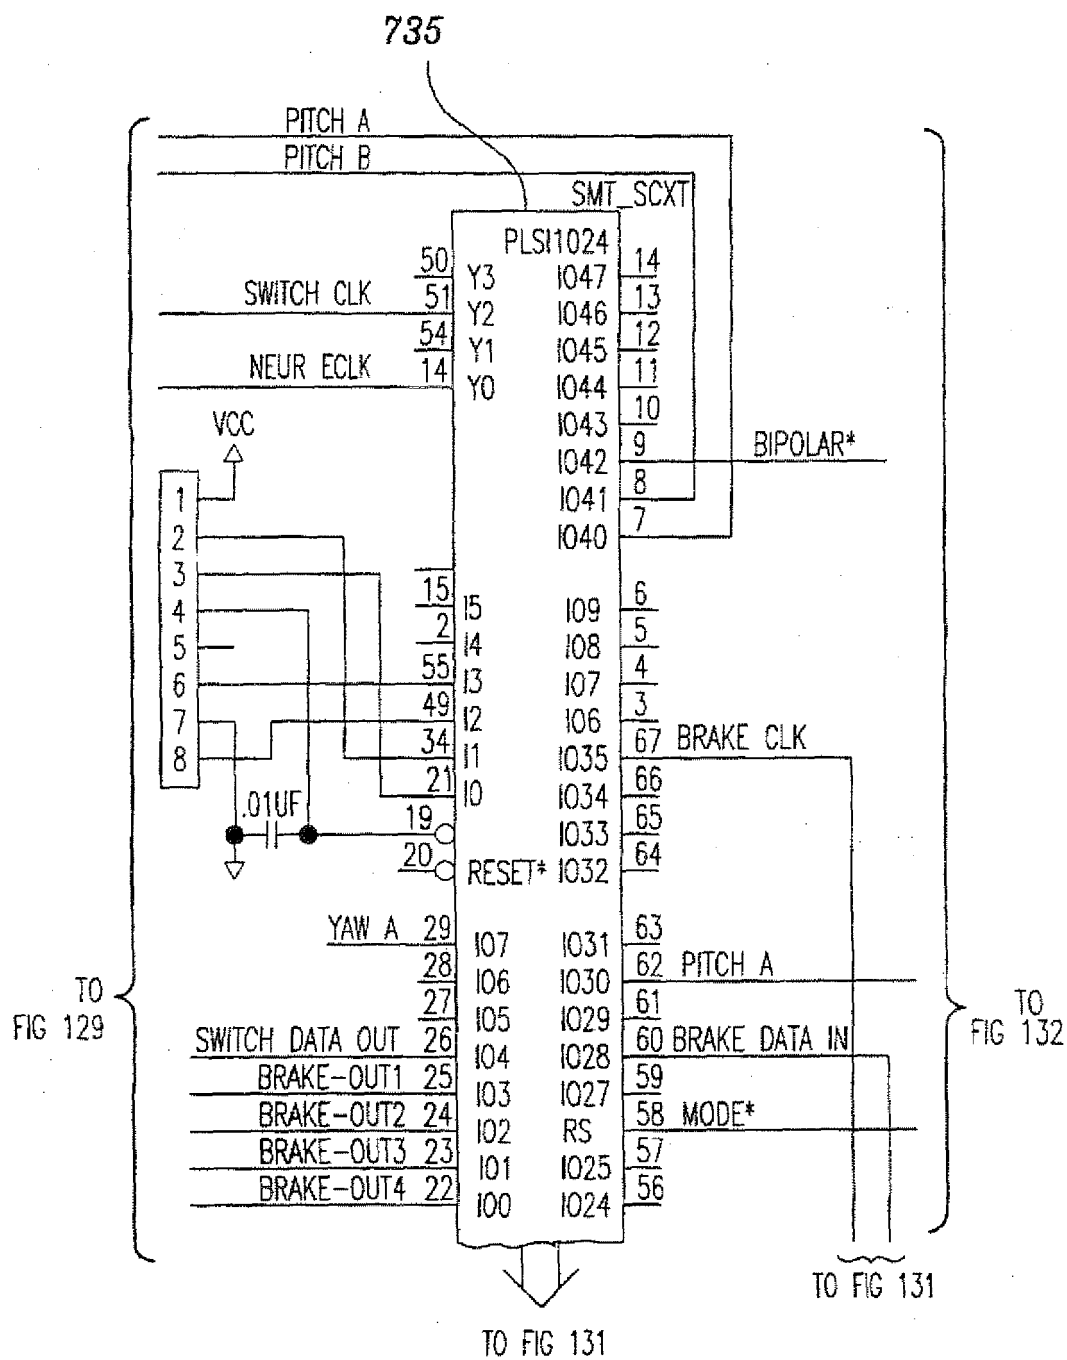 735
PITCH A
PITCH B
SMT_SCXT
PLSI1024
50 Y3 IO47 14
SWITCH CLK 51 Y2 IO46 13
54 Y1 IO45 12
NEUR ECLK 14 Y0 IO44 11
IO43 10
VCC
IO42 9 BIPOLAR*
1 IO41 8
2 IO40 7
3
15 I5 IO9 6
4
2 I4 IO8 5
5
55 I3 IO7 4
6
49 I2 IO6 3
7
34 I1 IO35 67 BRAKE CLK
8
21 I0 IO34 66
.01UF
19 IO33 65
20 RESET* IO32 64
YAW A 29 IO7 IO31 63
28 IO6 IO30 62 PITCH A
27 IO5 IO29 61
SWITCH DATA OUT 26 IO4 IO28 60 BRAKE DATA IN
BRAKE-OUT1 25 IO3 IO27 59
BRAKE-OUT2 24 IO2 RS 58 MODE*
BRAKE-OUT3 23 IO1 IO25 57
BRAKE-OUT4 22 IO0 IO24 56
TO
FIG 129
TO
FIG 132
TO FIG 131
TO FIG 131